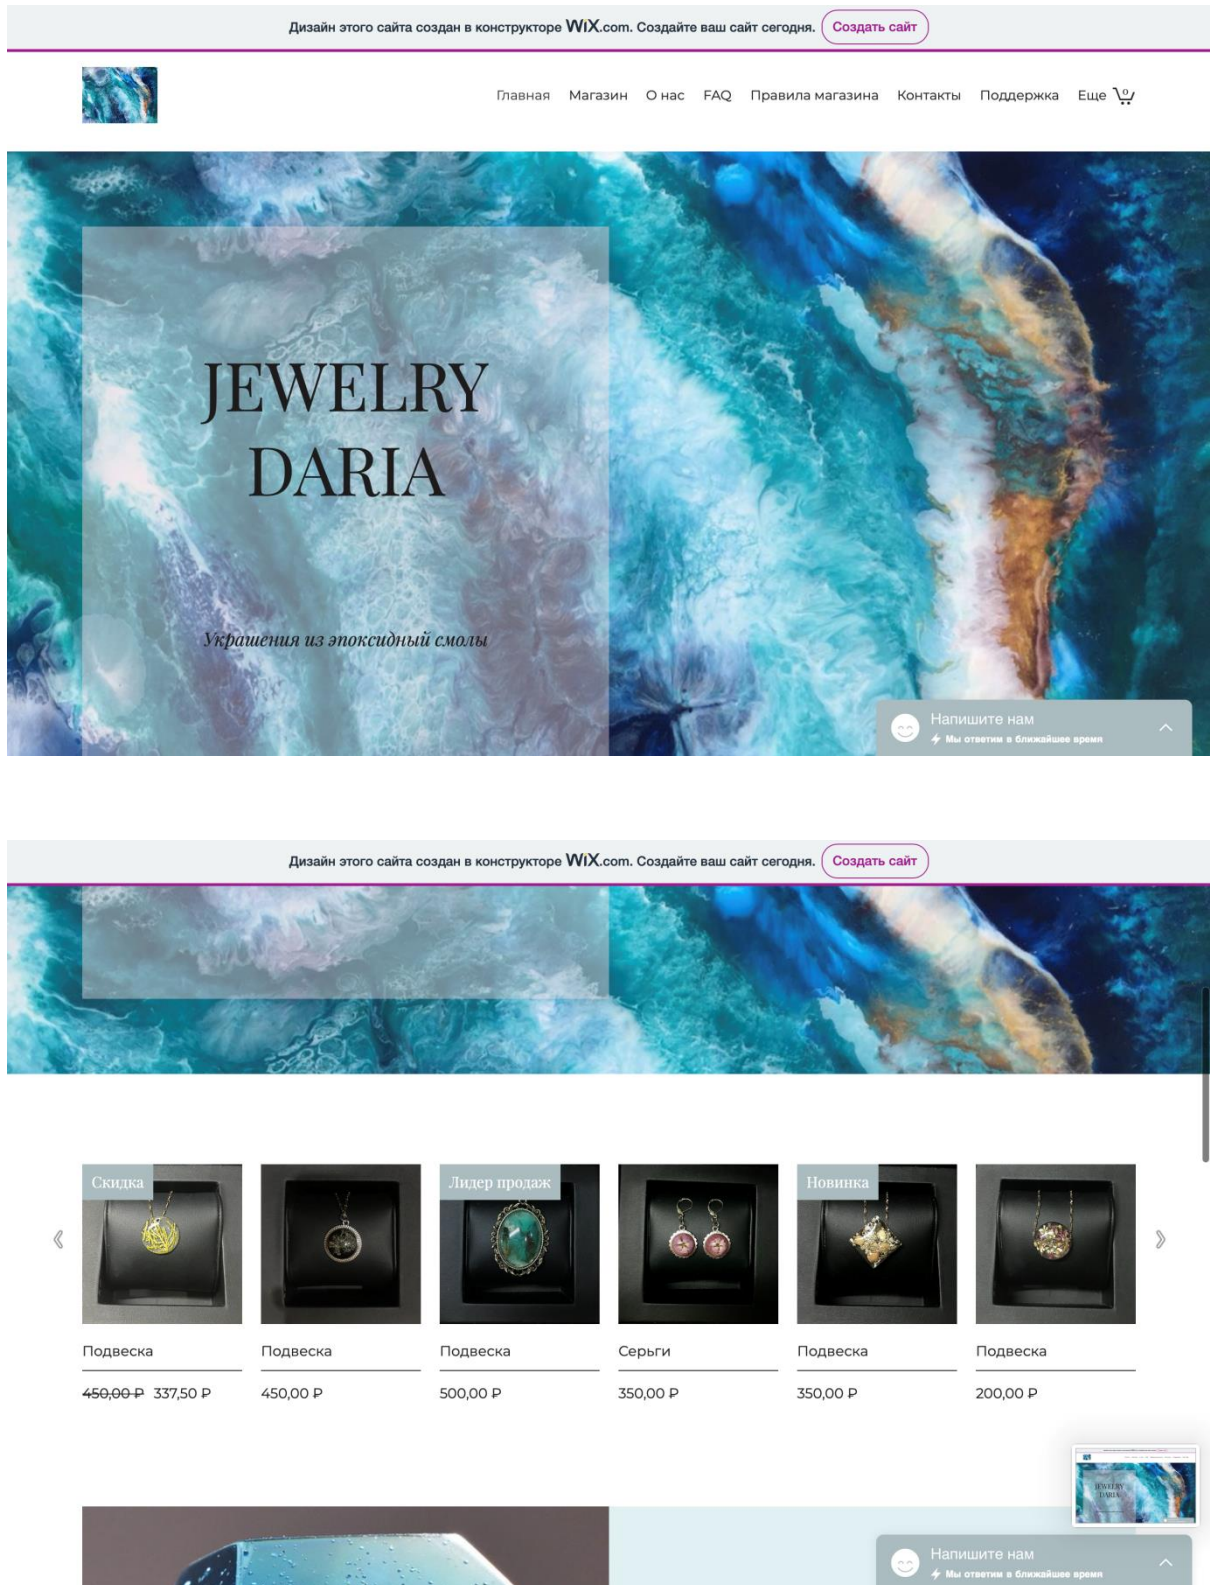 Дизайн этого сайта создан в конструкторе WiX.com. Создайте ваш сайт сегодня. Создать сайт
Главная Магазин О нас FAQ Правила магазина Контакты Поддержка Еще 0
JEWELRY
DARIA
Украшения из эпоксидный смолы
Напишите нам
Мы ответим в ближайшее время
Дизайн этого сайта создан в конструкторе WiX.com. Создайте ваш сайт сегодня. Создать сайт
Скидка Лидер продаж Новинка
Подвеска Подвеска Подвеска Серьги Подвеска Подвеска
450,00 ₽ 337,50 ₽ 450,00 ₽ 500,00 ₽ 350,00 ₽ 350,00 ₽ 200,00 ₽
JEWELRY
DARIA
Напишите нам
Мы ответим в ближайшее время